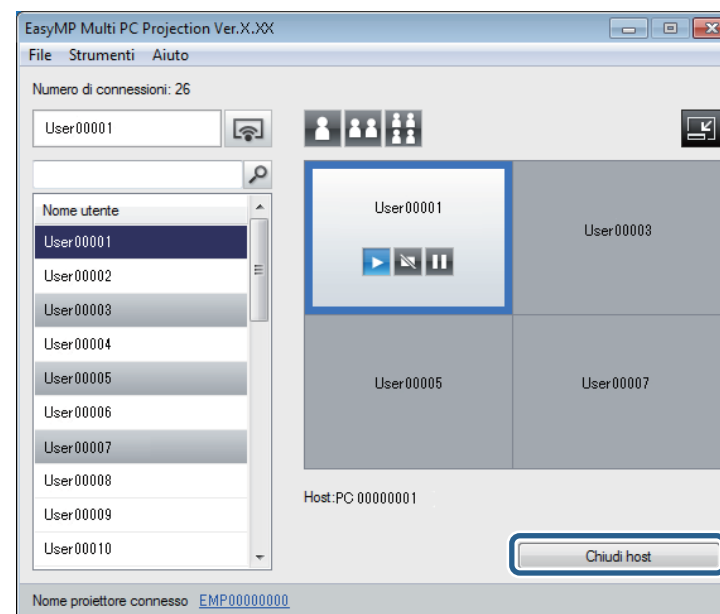 EasyMP Multi PC Projection Ver.X.XX
File Strumenti Aiuto
Numero di connessioni: 26
User00001
Nome utente
User00001
User00002
User00003
User00004
User00005
User00006
User00007
User00008
User00009
User00010
User00001
User00003
User00005
User00007
Host:PC 00000001
Chiudi host
Nome proiettore connesso EMP00000000